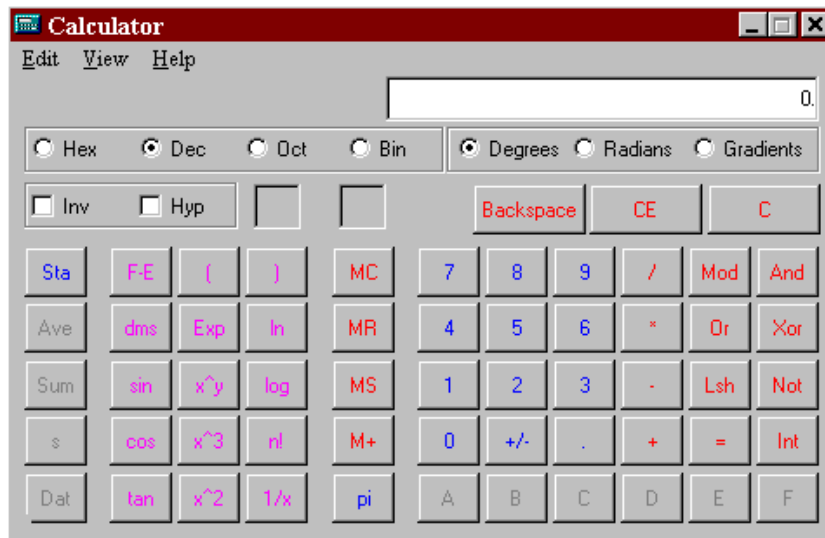 Calculator
Edit View Help
0.
Hex Dec Oct Bin Degrees Radians Gradients
Inv Hyp Backspace CE C
Sta F-E ( ) MC 7 8 9 / Mod And
Ave dms Exp ln MR 4 5 6 * Or Xor
Sum sin x^y log MS 1 2 3 - Lsh Not
s cos x^3 n! M+ 0 +/- . + = Int
Dat tan x^2 1/x pi A B C D E F